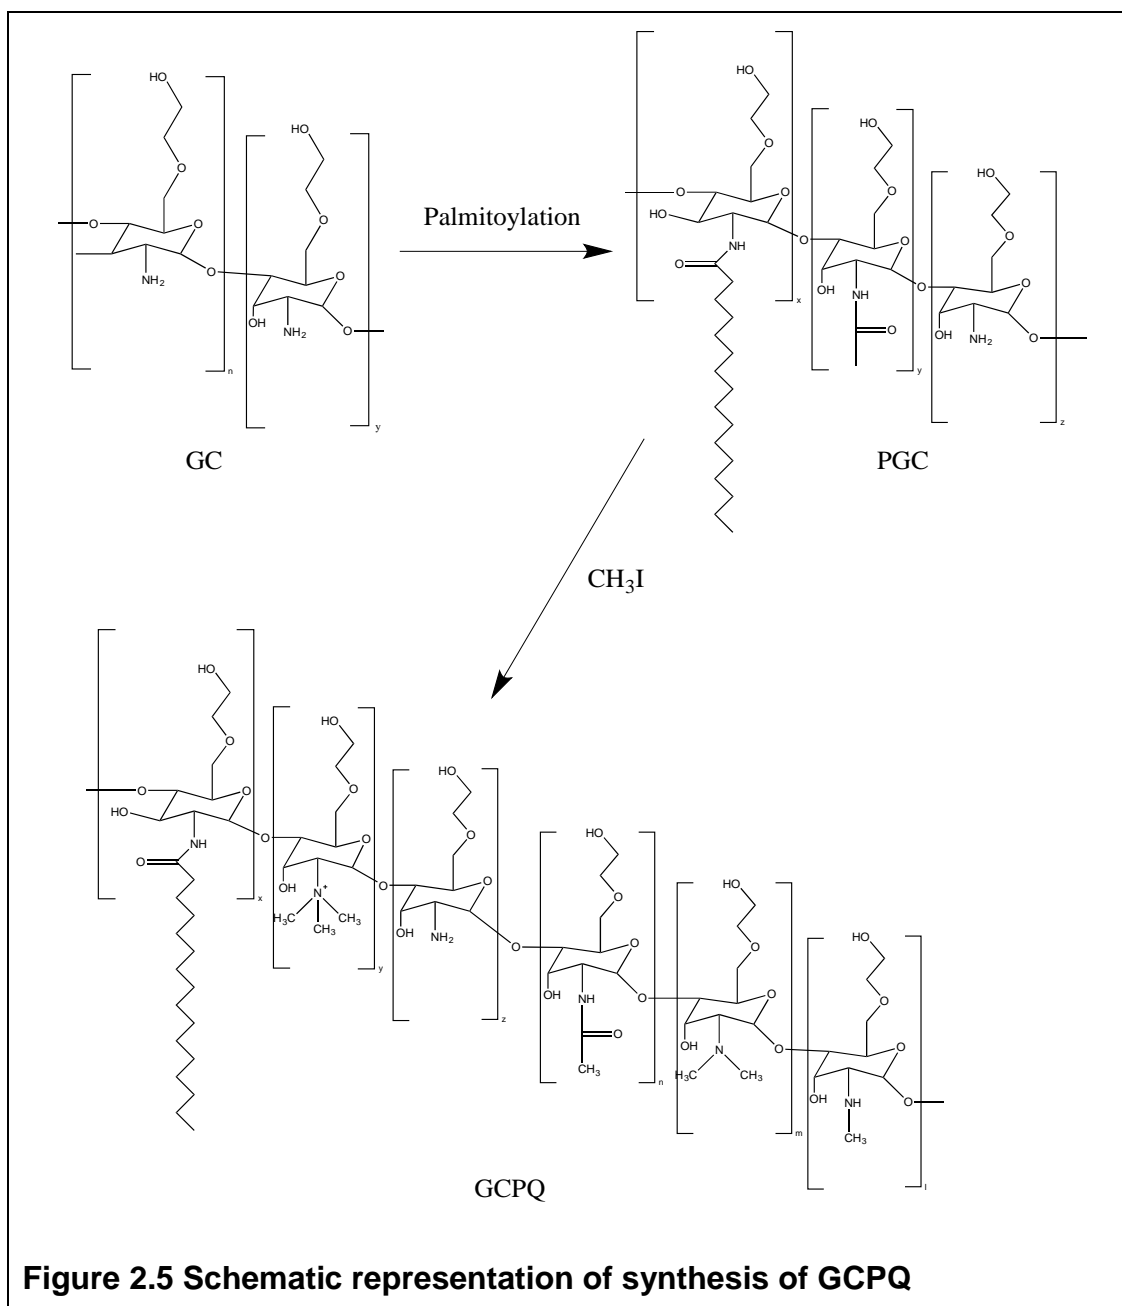 HO
O
O
O
NH₂
O
n
HO
O
O
OH
NH₂
O
y
GC
Palmitoylation
HO
O
O
O
HO
NH
O
O
x
HO
O
O
OH
NH
O
O
y
HO
O
O
OH
NH₂
O
z
PGC
CH₃I
HO
O
O
O
HO
NH
O
O
x
HO
O
O
OH
N⁺
H₃C
CH₃
CH₃
O
y
HO
O
O
OH
NH₂
O
z
HO
O
O
OH
NH
O
CH₃
O
n
HO
O
O
OH
N
H₃C
CH₃
O
m
HO
O
O
OH
NH
CH₃
O
l
GCPQ
Figure 2.5 Schematic representation of synthesis of GCPQ